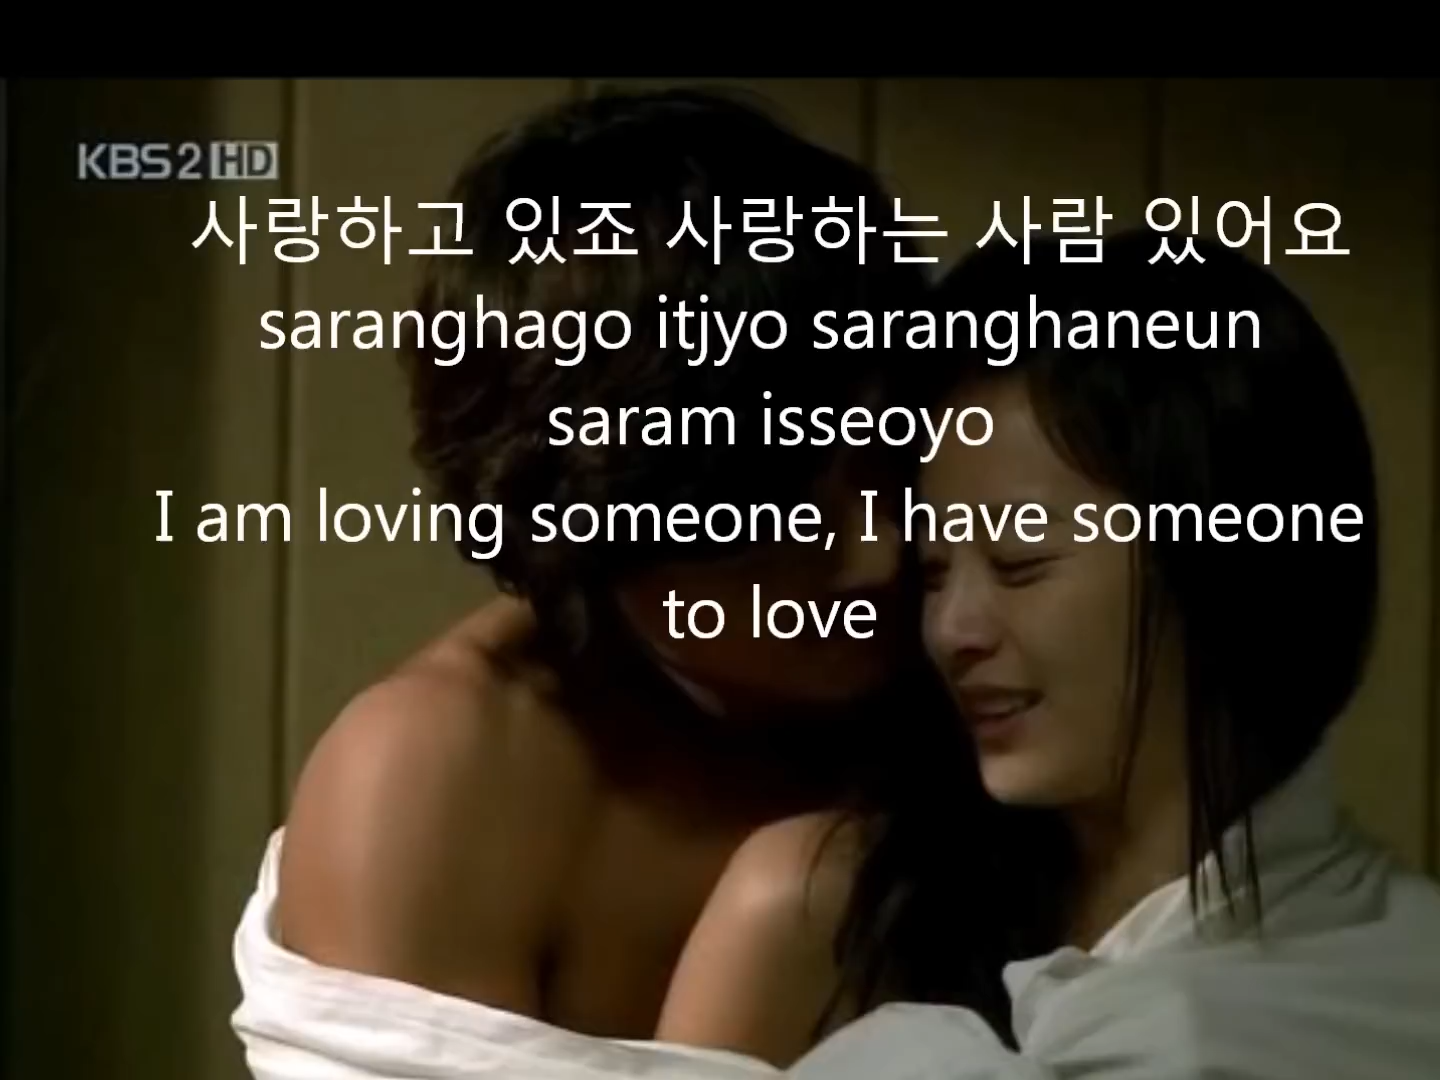 KBS2 HD
사랑하고 있죠 사랑하는 사람 있어요
saranghago itjyo saranghaneun
saram isseoyo
I am loving someone, I have someone
to love